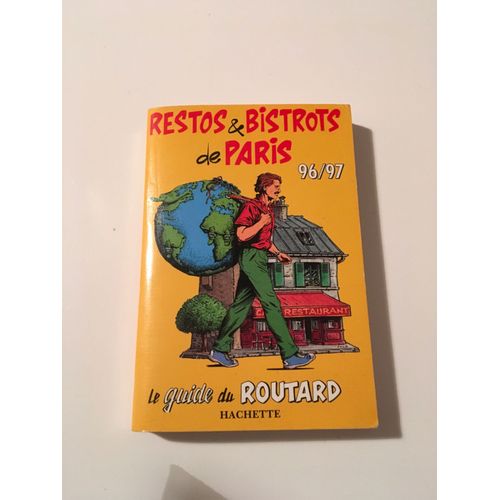 RESTOS & BISTROTS
de PARIS
96/97
RESTAURANT
le guide du ROUTARD
HACHETTE